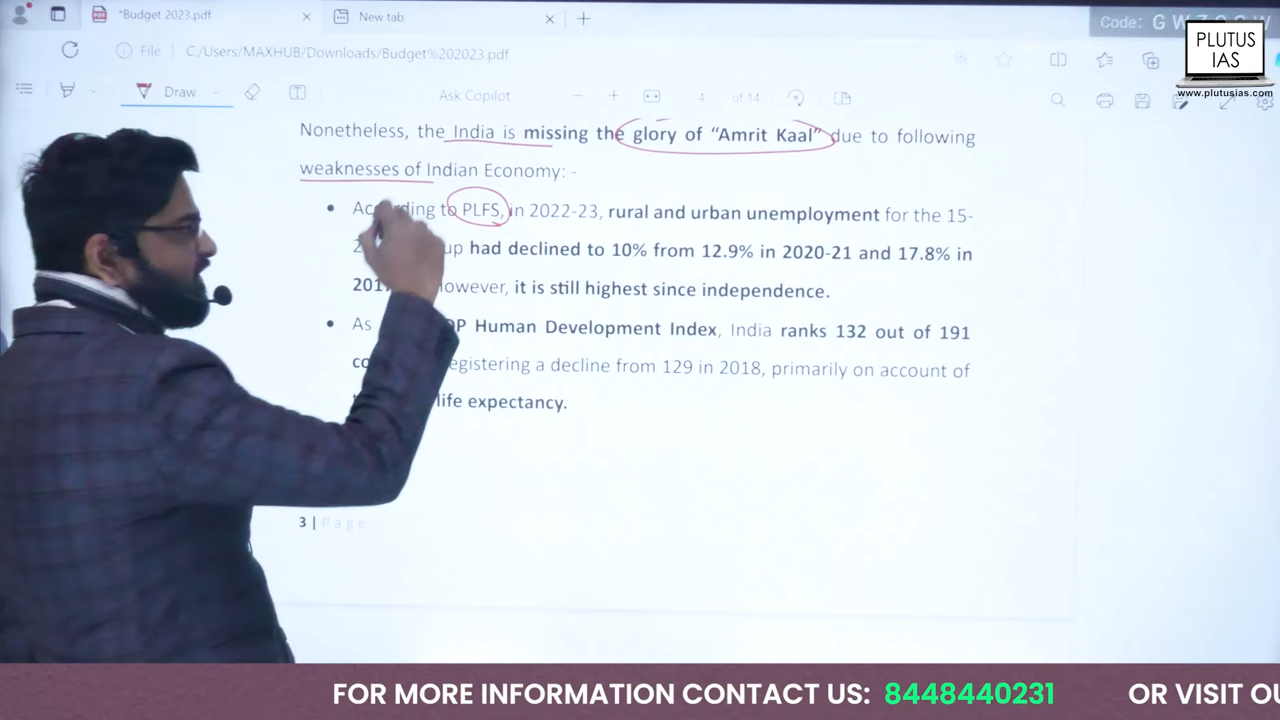 *Budget 2023.pdf
New tab
Code: G W
PLUTUS
IAS
www.plutusias.com
File
C:/Users/MAXHUB/Downloads/Budget%202023.pdf
Draw
Ask Copilot
4 of 14
Nonetheless, the India is missing the glory of "Amrit Kaal" due to following
weaknesses of Indian Economy: -
• According to PLFS, in 2022-23, rural and urban unemployment for the 15-
had declined to 10% from 12.9% in 2020-21 and 17.8% in
it is still highest since independence.
• As Human Development Index, India ranks 132 out of 191
registering a decline from 129 in 2018, primarily on account of
life expectancy.
3 | Page
FOR MORE INFORMATION CONTACT US: 8448440231 OR VISIT